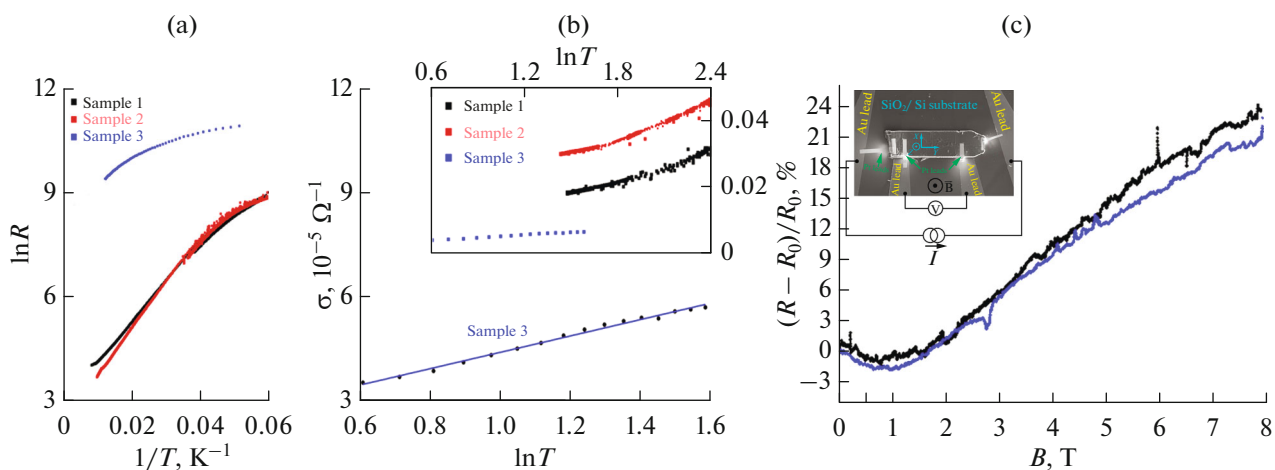 (a)
12
9
6
3
lnR
Sample 1
Sample 2
Sample 3
0
0.02
0.04
0.06
1/T, K⁻¹
(b)
lnT
0.6
1.2
1.8
2.4
Sample 1
Sample 2
Sample 3
0.04
0.02
0
12
9
6
3
σ, 10⁻⁵ Ω⁻¹
Sample 3
0.6
0.8
1.0
1.2
1.4
1.6
lnT
(c)
24
21
18
15
12
9
6
3
0
−3
(R − R₀)/R₀, %
Au lead
SiO₂/ Si substrate
Au lead
Au lead
B
Au lead
V
I
0
1
2
3
4
5
6
7
8
B, T